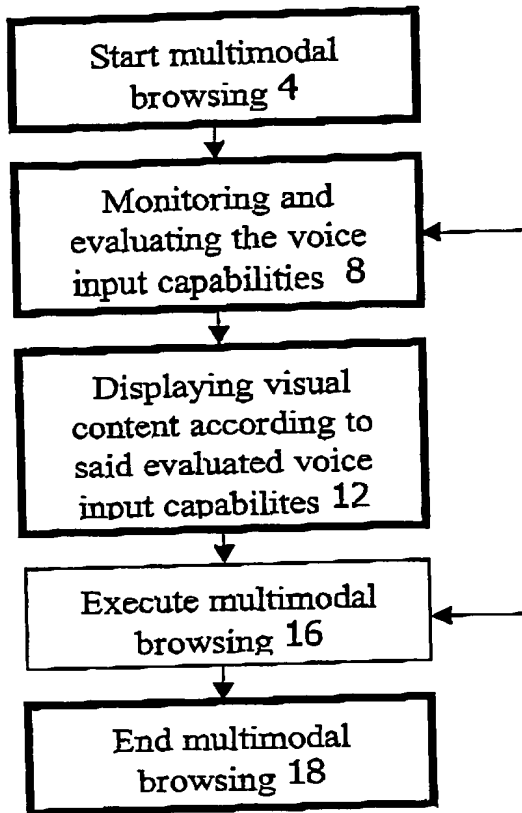 Start multimodal
browsing 4
Monitoring and
evaluating the voice
input capabilities 8
Displaying visual
content according to
said evaluated voice
input capabilites 12
Execute multimodal
browsing 16
End multimodal
browsing 18